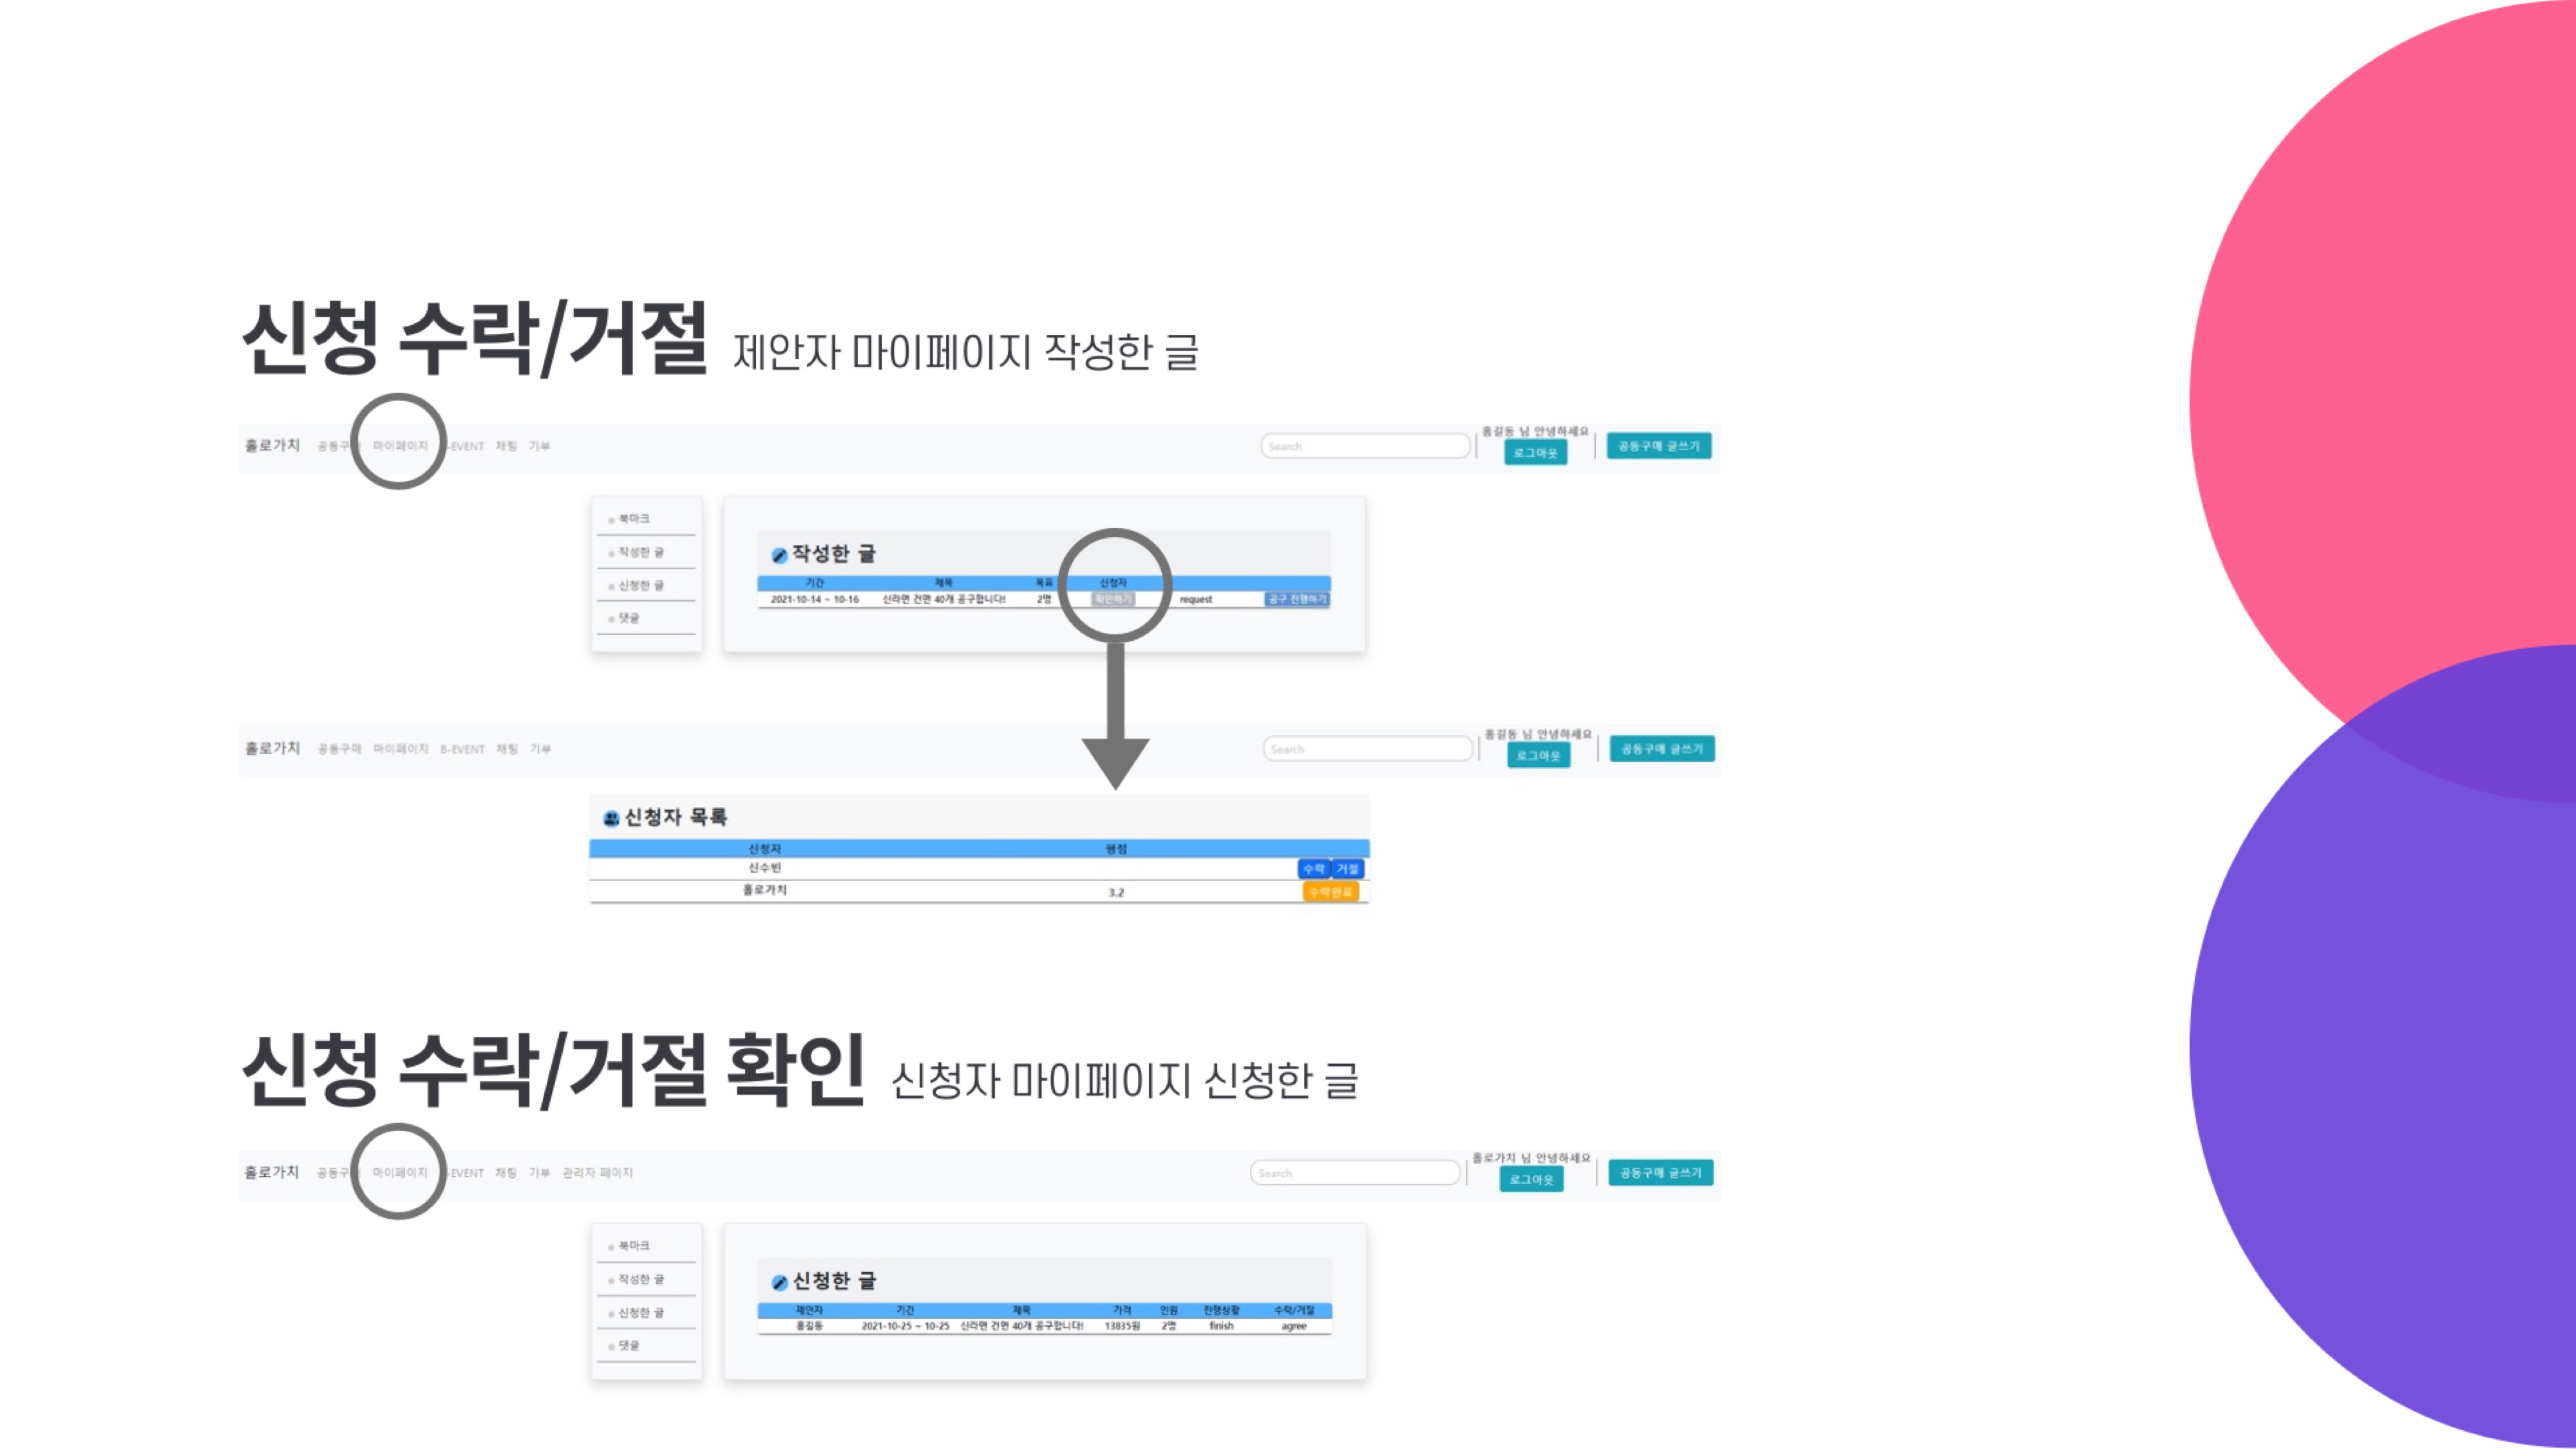 신청 수락/거절 제안자 마이페이지 작성한 글
홀로가치 공동구 마이페이지 -EVENT 채팅 기부 Search 홍길동 님 안녕하세요 로그아웃 공동구매 글쓰기
북마크
작성한 글
신청한 글
댓글
작성한 글
기간 제목 목표 신청자
2021-10-14 ~ 10-16 신라면 건면 40개 공구합니다! 2명 확인하기 request 공구 진행하기
홀로가치 공동구매 마이페이지 B-EVENT 채팅 기부 Search 홍길동 님 안녕하세요 로그아웃 공동구매 글쓰기
신청자 목록
신청자 평점
신수빈 수락 거절
홀로가치 3.2 수락완료
신청 수락/거절 확인 신청자 마이페이지 신청한 글
홀로가치 공동구 마이페이지 -EVENT 채팅 기부 관리자 페이지 Search 홀로가치 님 안녕하세요 로그아웃 공동구매 글쓰기
북마크
작성한 글
신청한 글
댓글
신청한 글
제안자 기간 제목 가격 인원 진행상황 수락/거절
홍길동 2021-10-25 ~ 10-25 신라면 건면 40개 공구합니다! 13835원 2명 finish agree